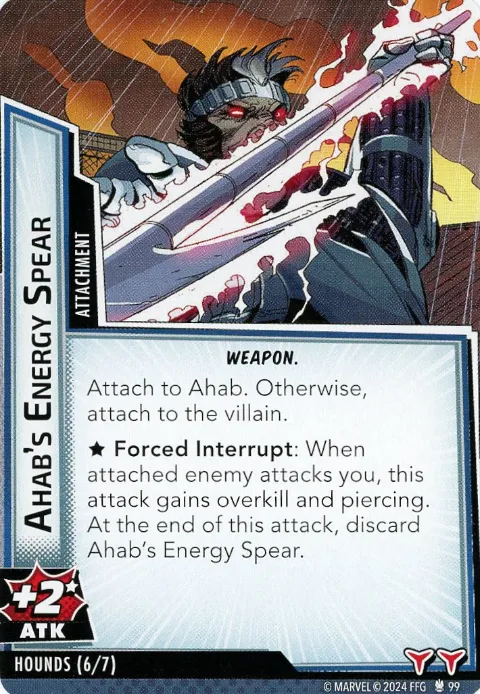 ATTACHMENT
AHAB'S ENERGY SPEAR
WEAPON.
Attach to Ahab. Otherwise,
attach to the villain.
★ Forced Interrupt: When
attached enemy attacks you, this
attack gains overkill and piercing.
At the end of this attack, discard
Ahab's Energy Spear.
+2★
ATK
HOUNDS (6/7)
© MARVEL © 2024 FFG 99